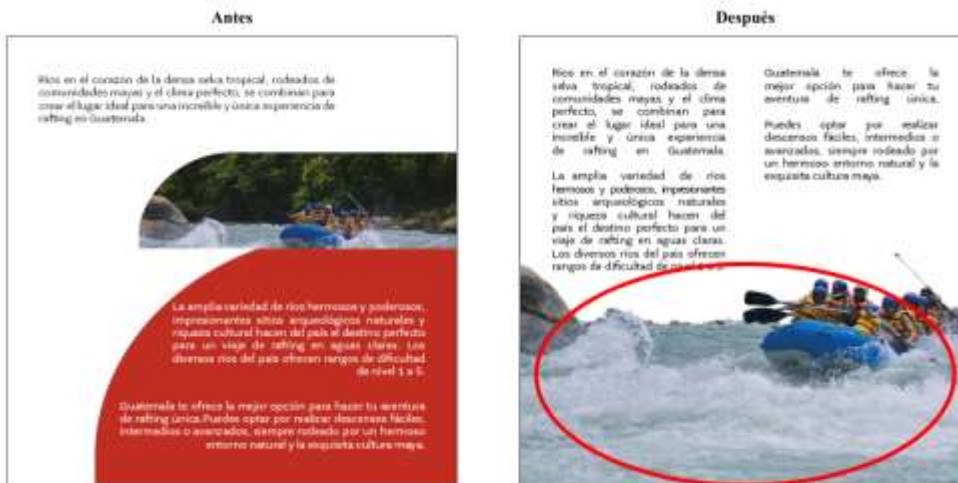 Antes
Ríos en el corazón de la densa selva tropical, rodeados de
comunidades mayas y el clima perfecto, se combinan para
crear el lugar ideal para una increíble y única experiencia de
rafting en Guatemala.
La amplia variedad de ríos hermosos y poderosos,
impresionantes sitios arqueológicos naturales y
riqueza cultural hacen del país el destino perfecto
para un viaje de rafting en aguas claras. Los
diversos ríos del país ofrecen rangos de dificultad
de nivel 1 a 5.
Guatemala te ofrece la mejor opción para hacer tu aventura
de rafting única.Puedes optar por realizar descensos fáciles,
intermedios o avanzados, siempre rodeado por un hermoso
entorno natural y la exquisita cultura maya.
Después
Ríos en el corazón de la densa
selva tropical, rodeados de
comunidades mayas y el clima
perfecto, se combinan para
crear el lugar ideal para una
increíble y única experiencia
de rafting en Guatemala.
La amplia variedad de ríos
hermosos y poderosos, impresionantes
sitios arqueológicos naturales
y riqueza cultural hacen del
país el destino perfecto para un
viaje de rafting en aguas claras.
Los diversos ríos del país ofrecen
rangos de dificultad de nivel 1 a 5.
Guatemala te ofrece la
mejor opción para hacer tu
aventura de rafting única.
Puedes optar por realizar
descensos fáciles, intermedios o
avanzados, siempre rodeado por
un hermoso entorno natural y la
exquisita cultura maya.